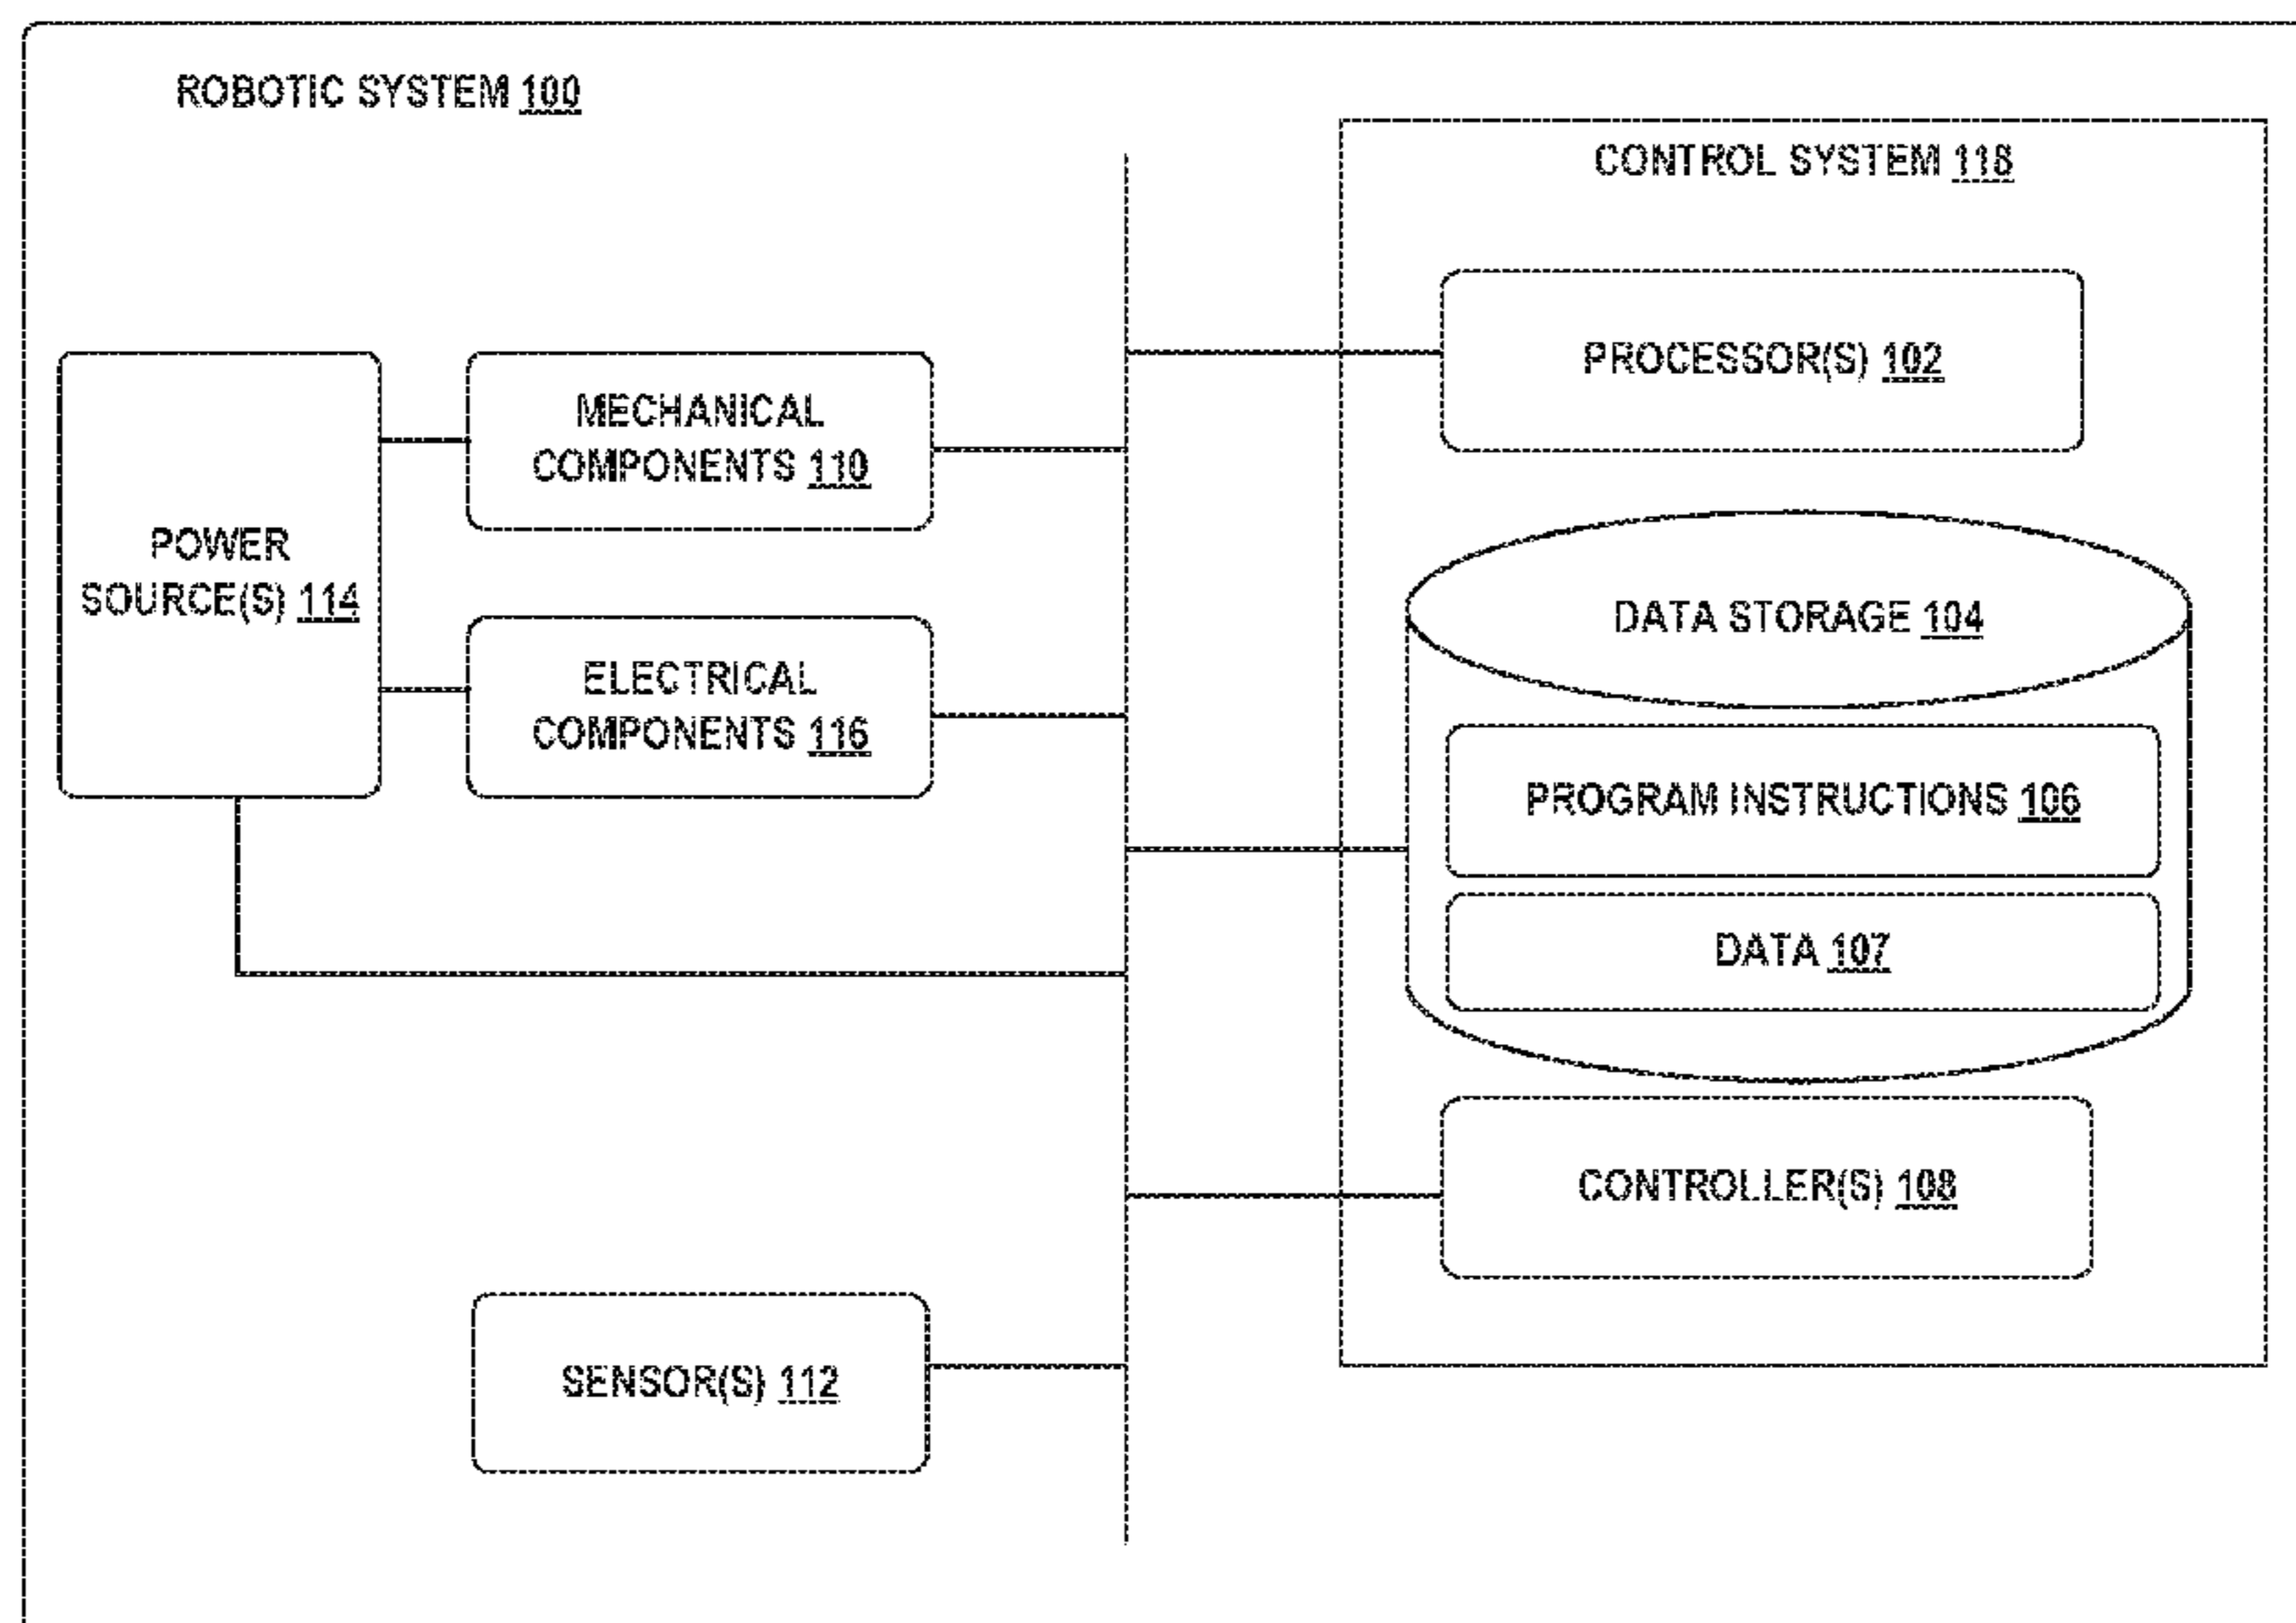 ROBOTIC SYSTEM 100
CONTROL SYSTEM 118
PROCESSOR(S) 102
MECHANICAL
COMPONENTS 110
POWER
SOURCE(S) 114
DATA STORAGE 104
ELECTRICAL
COMPONENTS 116
PROGRAM INSTRUCTIONS 106
DATA 107
CONTROLLER(S) 108
SENSOR(S) 112